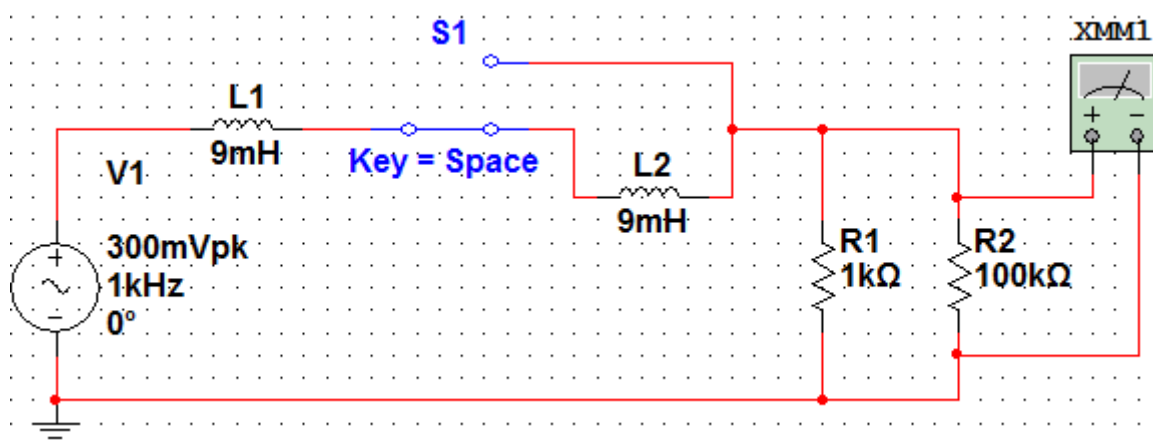 S1
XMM1
L1
9mH
Key = Space
V1
L2
9mH
300mVpk
1kHz
0°
R1
1kΩ
R2
100kΩ